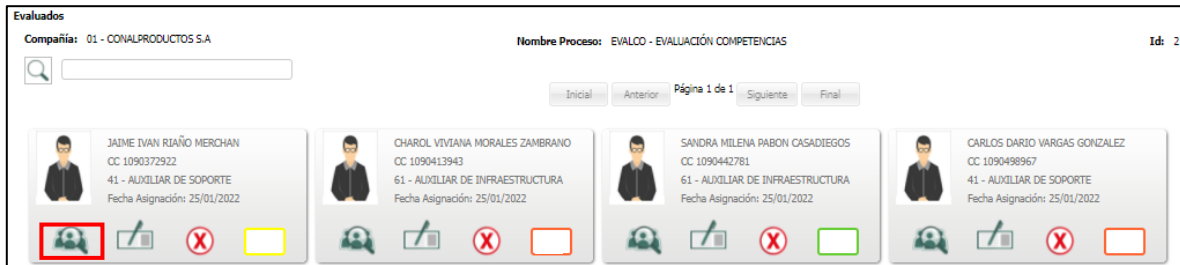 Evaluados
Compañía: 01 - CONALPRODUCTOS S.A
Nombre Proceso: EVALCO - EVALUACIÓN COMPETENCIAS
Id: 2
Inicial Anterior Página 1 de 1 Siguiente Final
JAIME IVAN RIAÑO MERCHAN
CC 1090372922
41 - AUXILIAR DE SOPORTE
Fecha Asignación: 25/01/2022
CHAROL VIVIANA MORALES ZAMBRANO
CC 1090413943
61 - AUXILIAR DE INFRAESTRUCTURA
Fecha Asignación: 25/01/2022
SANDRA MILENA PABON CASADIEGOS
CC 1090442781
61 - AUXILIAR DE INFRAESTRUCTURA
Fecha Asignación: 25/01/2022
CARLOS DARIO VARGAS GONZALEZ
CC 1090498967
41 - AUXILIAR DE SOPORTE
Fecha Asignación: 25/01/2022